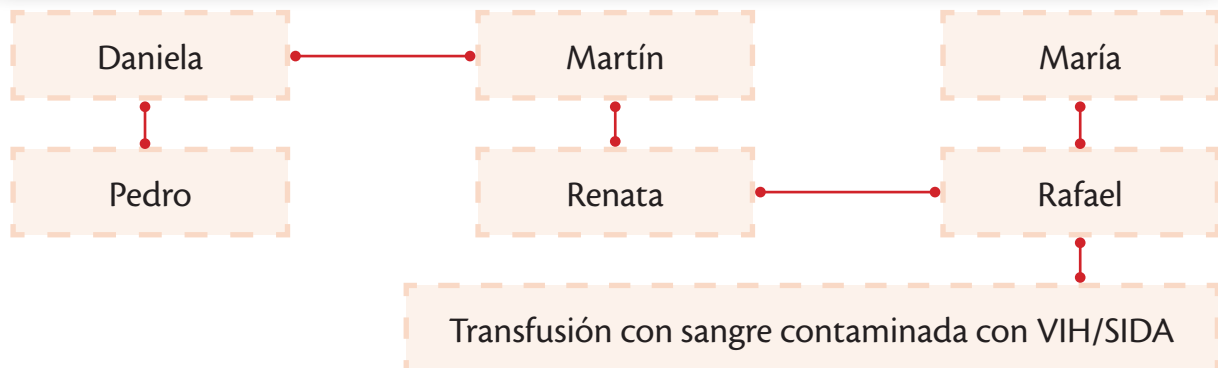 Daniela
Martín
María
Pedro
Renata
Rafael
Transfusión con sangre contaminada con VIH/SIDA